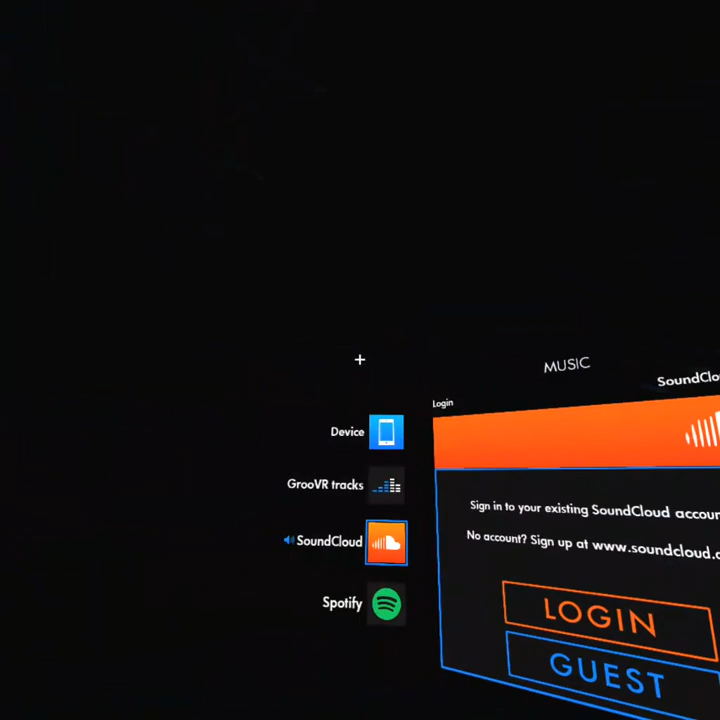 MUSIC
SoundClo
Login
Device
GrooVR tracks
SoundCloud
Spotify
Sign in to your existing SoundCloud accoun
No account? Sign up at www.soundcloud.c
LOGIN
GUEST